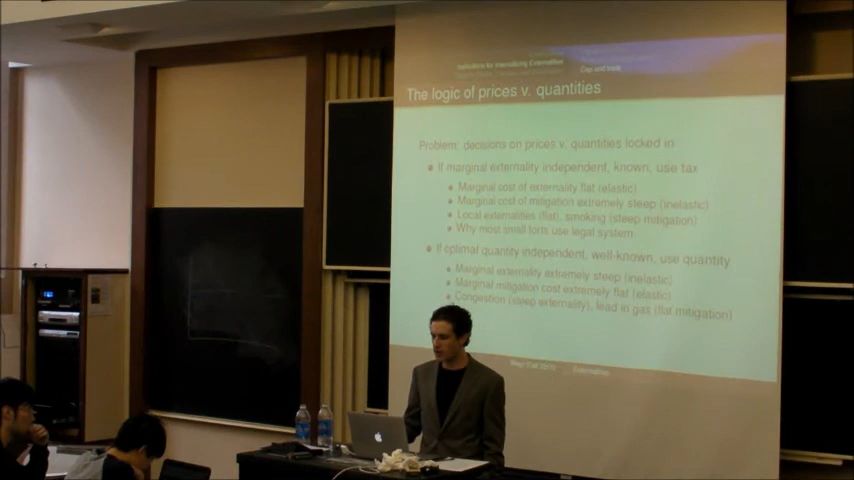 Institutions for Internalizing Externalities
Cap-and-trade
The logic of prices v. quantities
Problem: decisions on prices v. quantities locked in
If marginal externality independent, known, use tax
Marginal cost of externality flat (elastic)
Marginal cost of mitigation extremely steep (inelastic)
Local externalities (flat), smoking (steep mitigation)
Why most small torts use legal system
If optimal quantity independent, well-known, use quantity
Marginal externality extremely steep (inelastic)
Marginal mitigation cost extremely flat (elastic)
Congestion (steep externality), lead in gas (flat mitigation)
Externalities